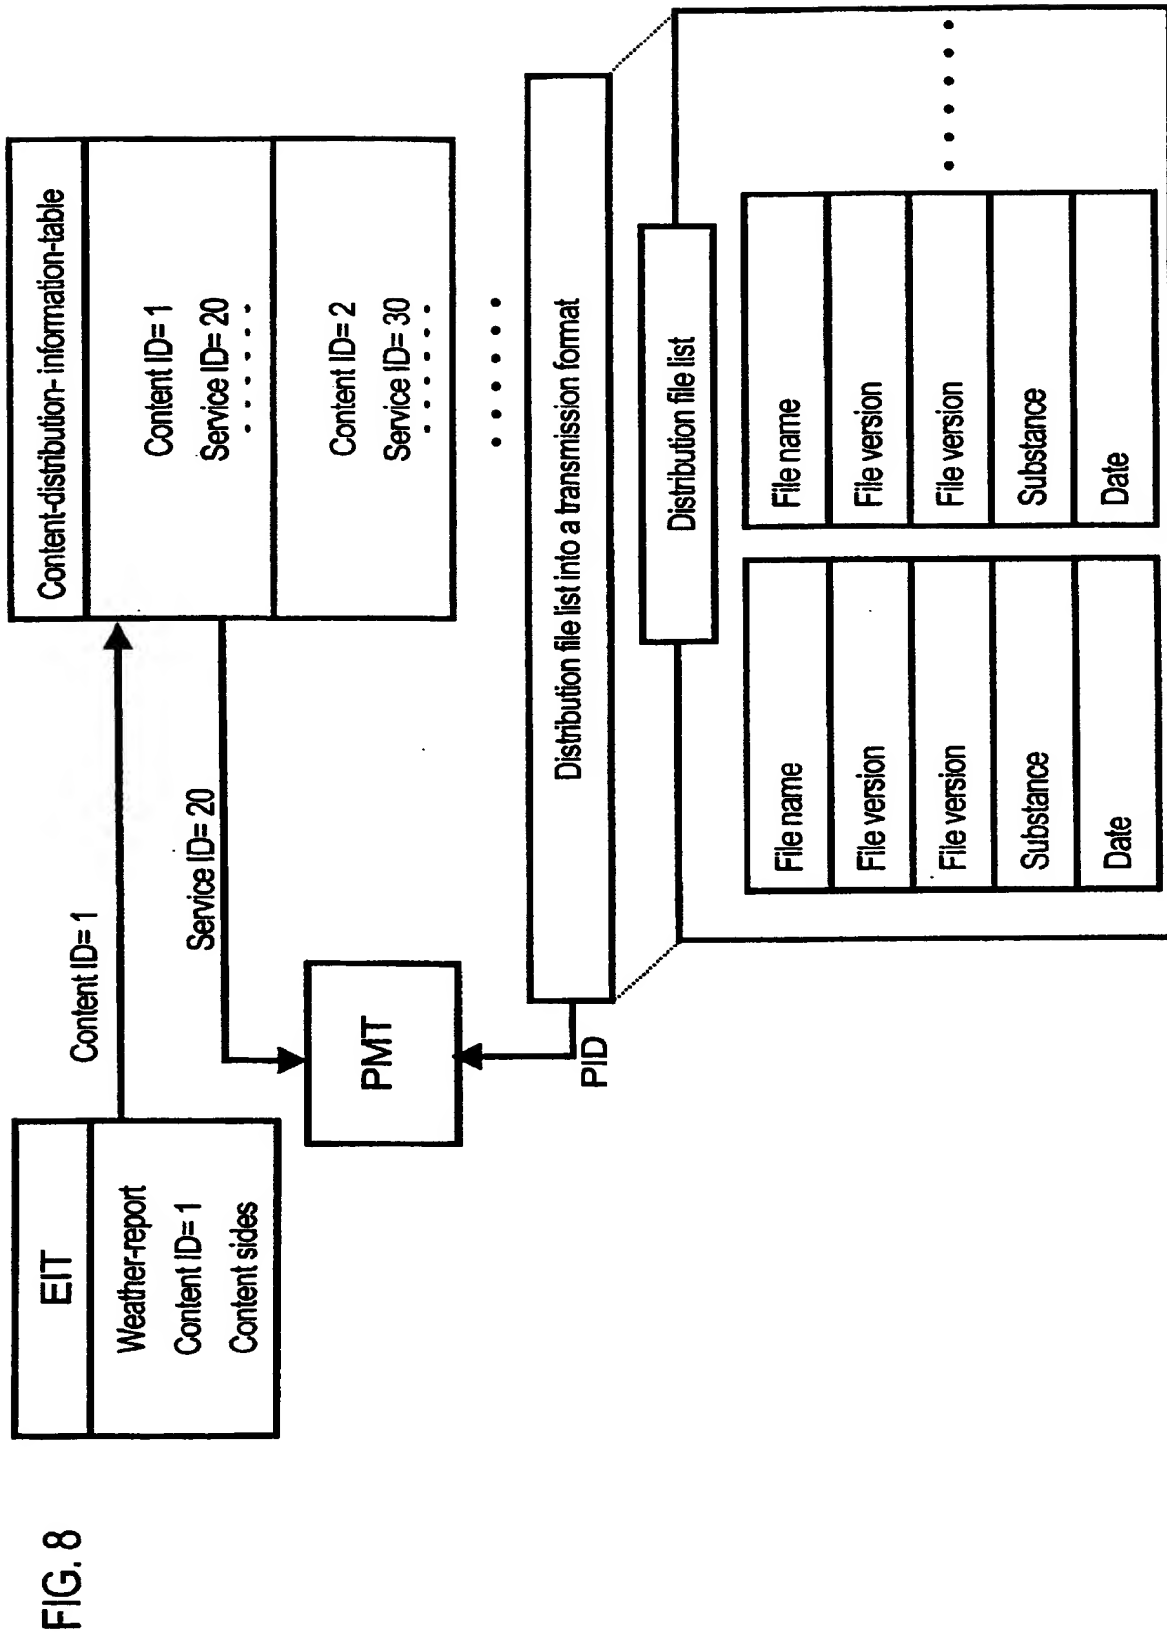 FIG. 8
EIT
Weather-report
Content ID= 1
Content sides
Content ID= 1
Content-distribution- information-table
Content ID= 1
Service ID= 20
. . . . . .
Content ID= 2
Service ID= 30
. . . . . .
. . . . . .
Service ID= 20
PMT
PID
Distribution file list into a transmission format
Distribution file list
File name
File version
File version
Substance
Date
File name
File version
File version
Substance
Date
. . . . . .